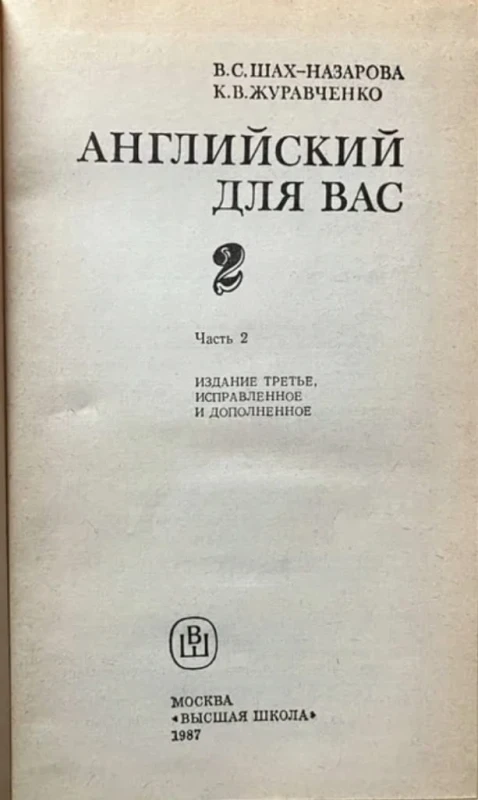 В.С.ШАХ-НАЗАРОВА
К.В.ЖУРАВЧЕНКО
АНГЛИЙСКИЙ
ДЛЯ ВАС
2
Часть 2
ИЗДАНИЕ ТРЕТЬЕ,
ИСПРАВЛЕННОЕ
И ДОПОЛНЕННОЕ
ВШ
МОСКВА
«ВЫСШАЯ ШКОЛА»
1987